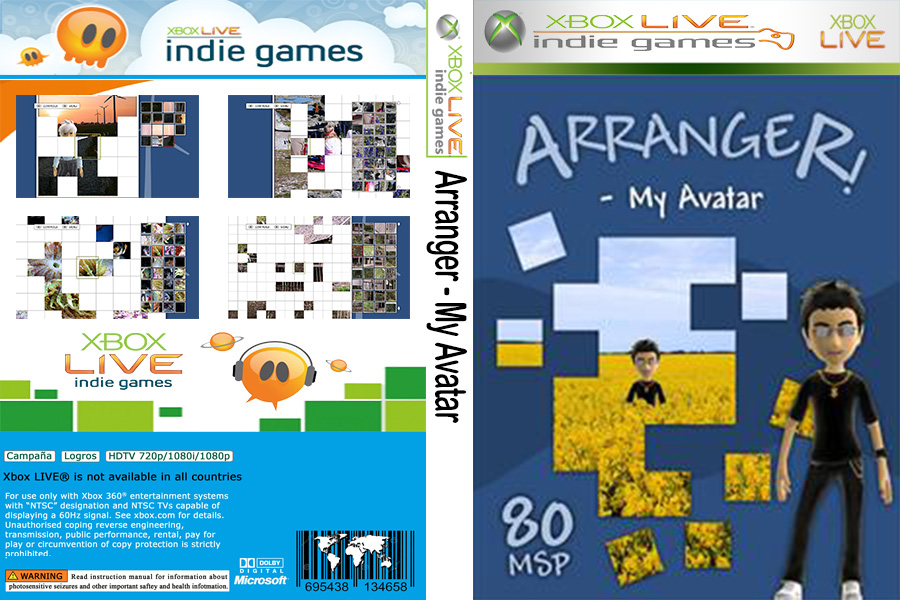 XBOX LIVE
indie games
XBOX LIVE
indie games
Campaña Logros HDTV 720p/1080i/1080p
Xbox LIVE® is not available in all countries
For use only with Xbox 360® entertainment systems
with “NTSC” designation and NTSC TVs capable of
displaying a 60Hz signal. See xbox.com for details.
Unauthorised coping reverse engineering,
transmission, public performance, rental, pay for
play or circumvention of copy protection is strictly
prohibited.
WARNING Read instruction manual for information about
photosensitive seizures and other important saftey and health infotmation.
DOLBY
DIGITAL
Microsoft
695438 134658
XBOX LIVE
indie games
Arranger - My Avatar
XBOX LIVE
indie games
XBOX
LIVE
ARRANGER!
- My Avatar
80
MSP